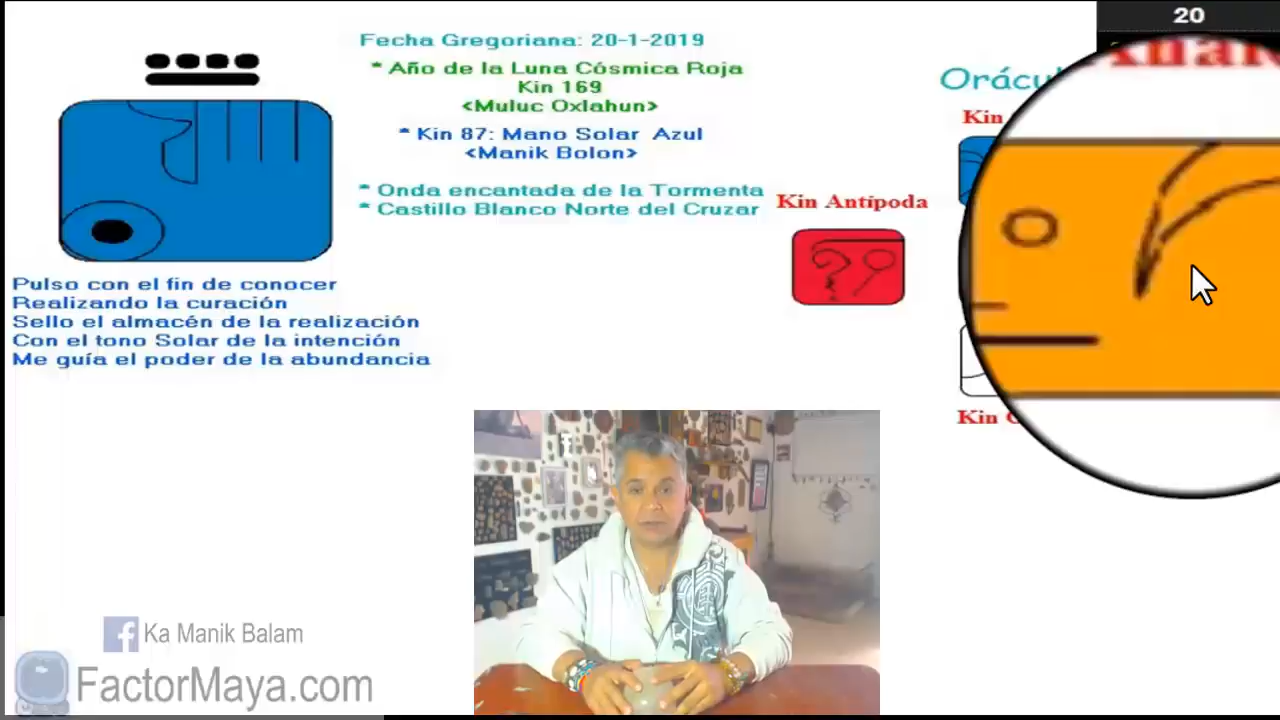 20
Fecha Gregoriana: 20-1-2019
* Año de la Luna Cósmica Roja
Kin 169
<Muluc Oxlahun>
* Kin 87: Mano Solar Azul
<Manik Bolon>
* Onda encantada de la Tormenta
* Castillo Blanco Norte del Cruzar
Pulso con el fin de conocer
Realizando la curación
Sello el almacén de la realización
Con el tono Solar de la intención
Me guía el poder de la abundancia
Kin Antípoda
Kin
Kin
Ka Manik Balam
FactorMaya.com